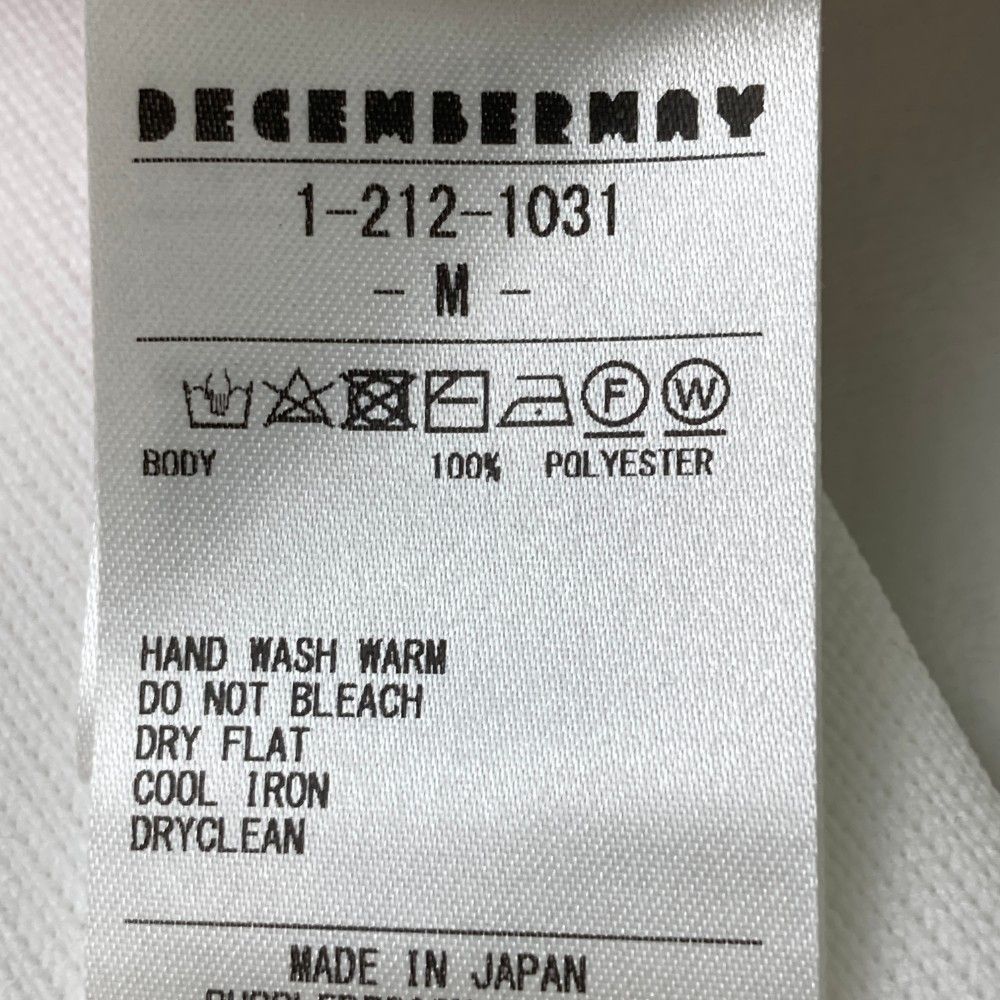 DECEMBERMAY
1-212-1031
- M -
F W
BODY 100% POLYESTER
HAND WASH WARM
DO NOT BLEACH
DRY FLAT
COOL IRON
DRYCLEAN
MADE IN JAPAN